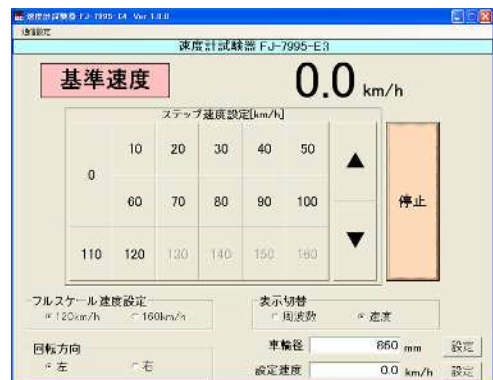 速度計試験器 FJ-7995-E4 Ver 1.0.0
通信設定
速度計試験器 FJ-7995-E3
基準速度 0.0 km/h
ステップ速度設定[km/h]
0 10 20 30 40 50 ▲
60 70 80 90 100 停止
110 120 130 140 150 160 ▼
フルスケール速度設定 表示切替
120km/h 160km/h 周波数 速度
回転方向 車輪径 860 mm 設定
左 右 設定速度 0.0 km/h 設定